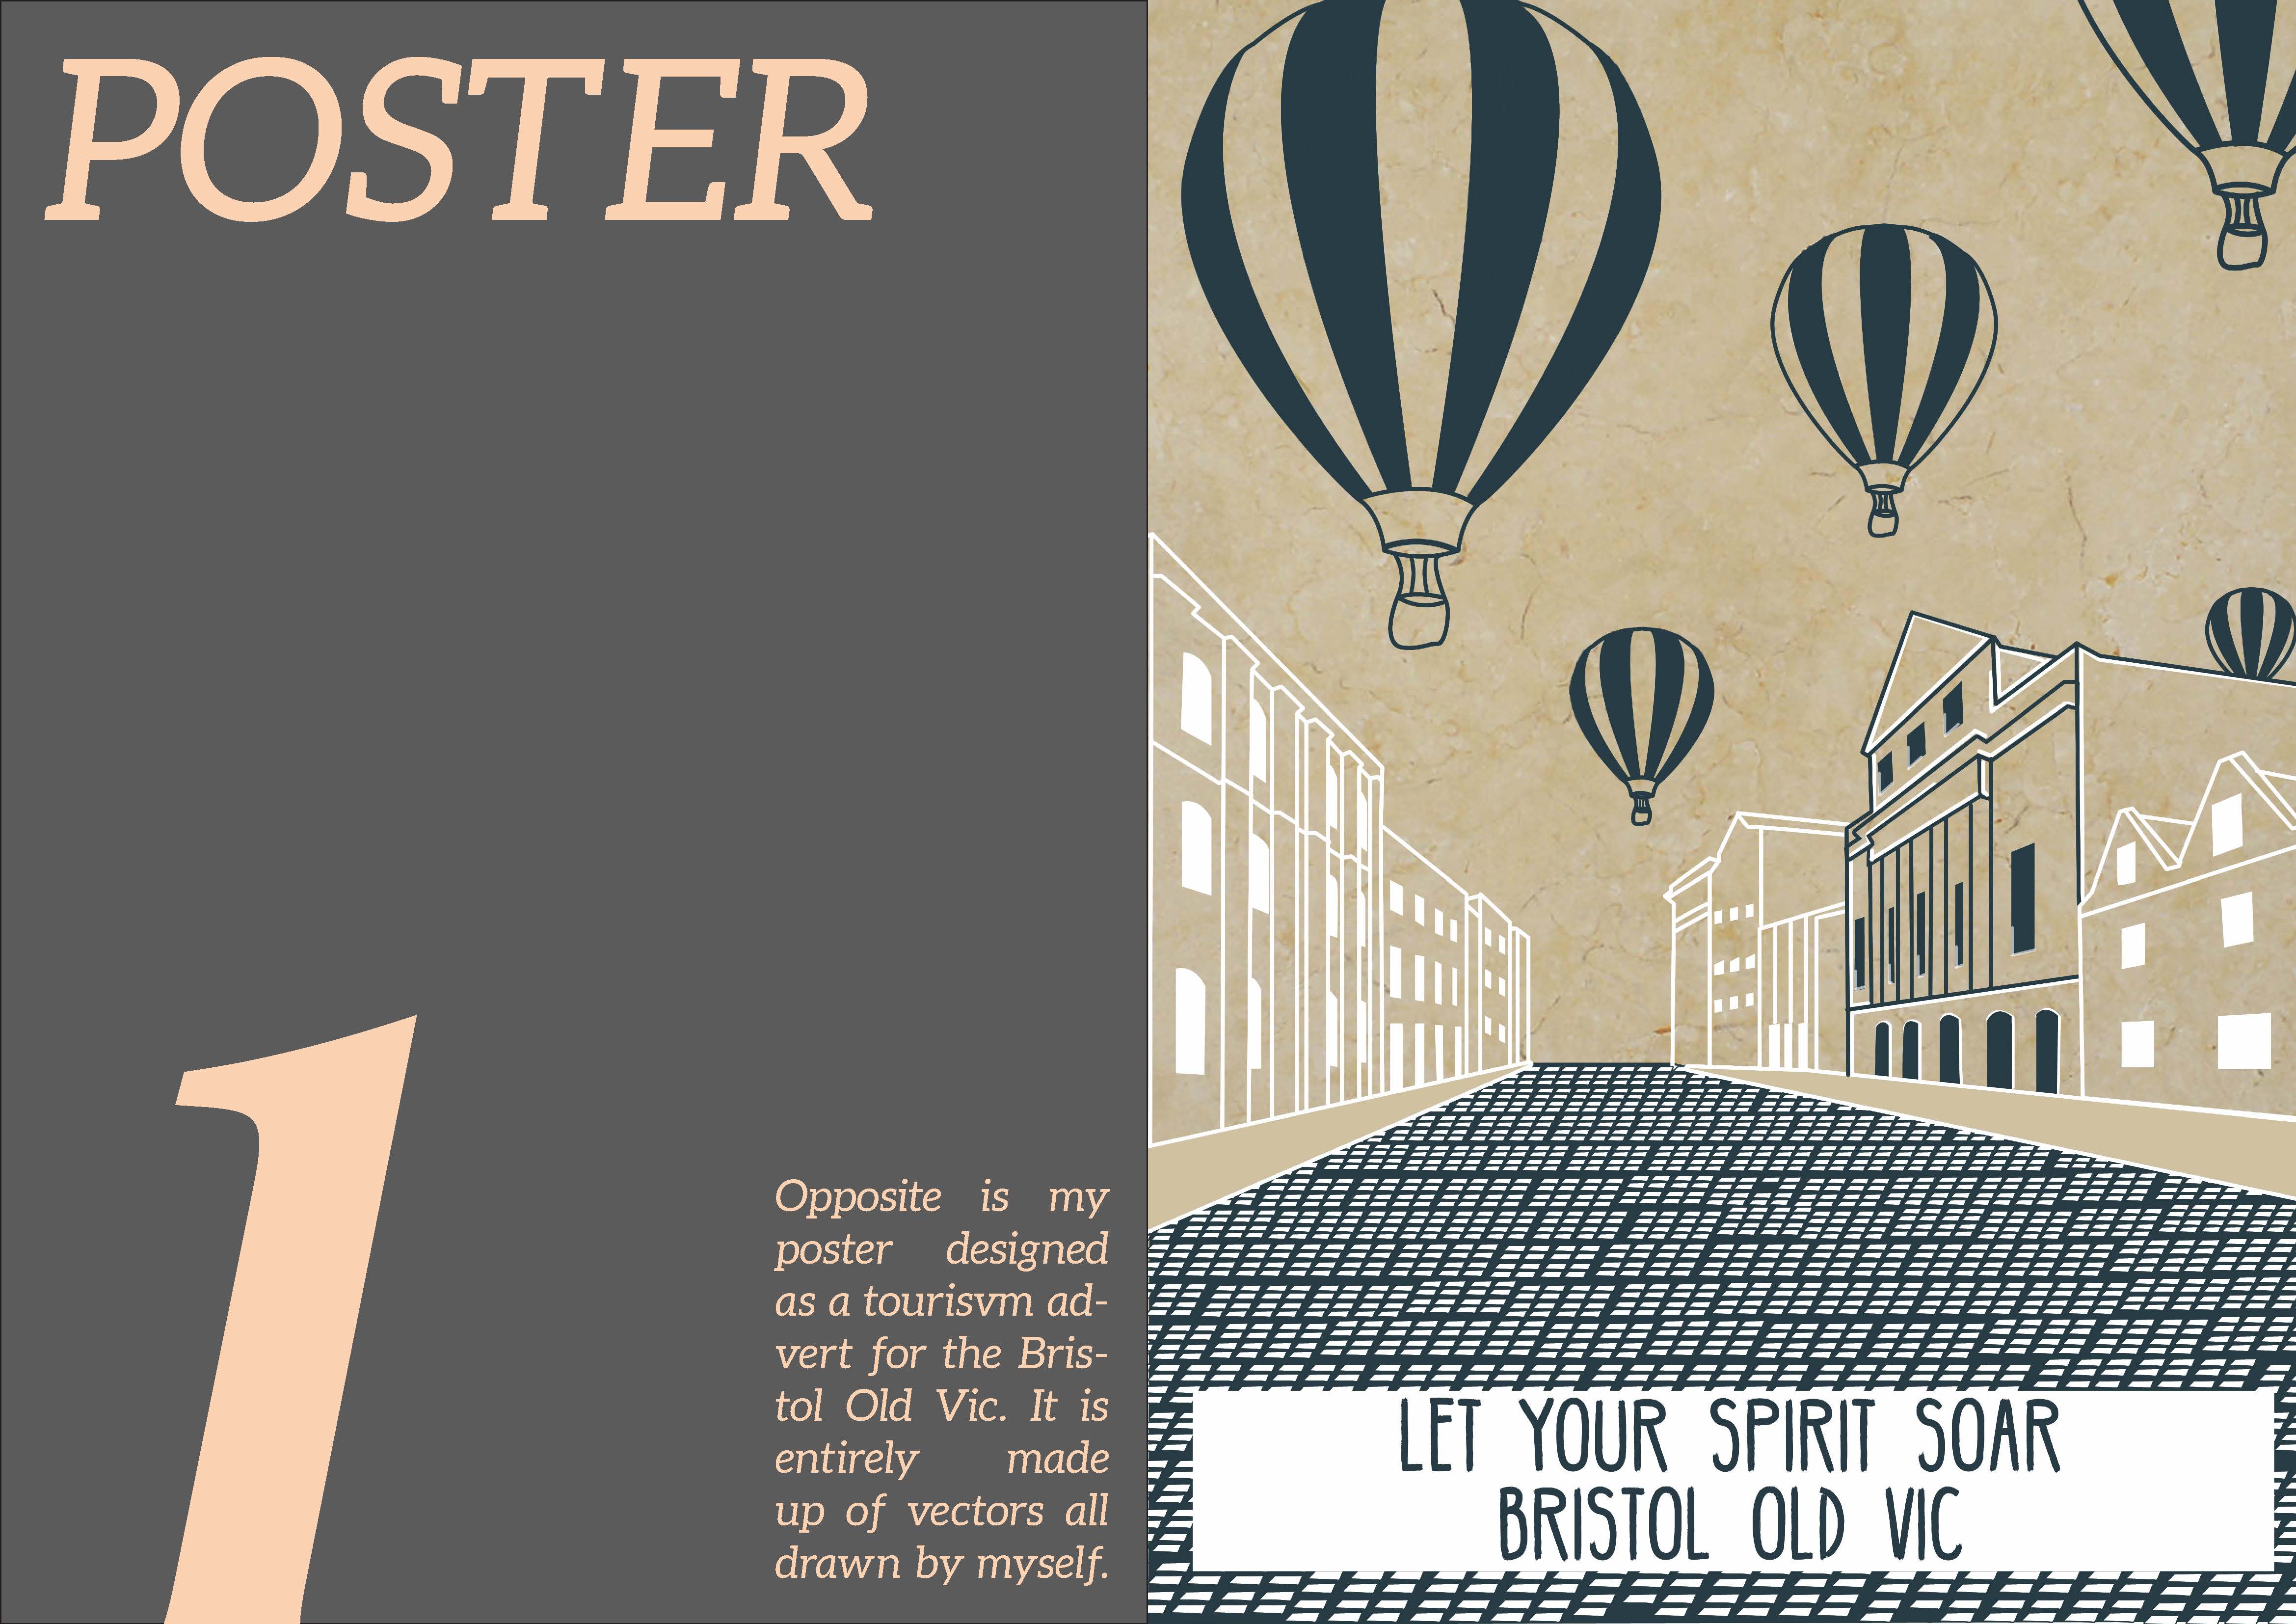 POSTER
1
Opposite is my
poster designed
as a tourisvm ad-
vert for the Bris-
tol Old Vic. It is
entirely made
up of vectors all
drawn by myself.
LET YOUR SPIRIT SOAR
BRISTOL OLD VIC